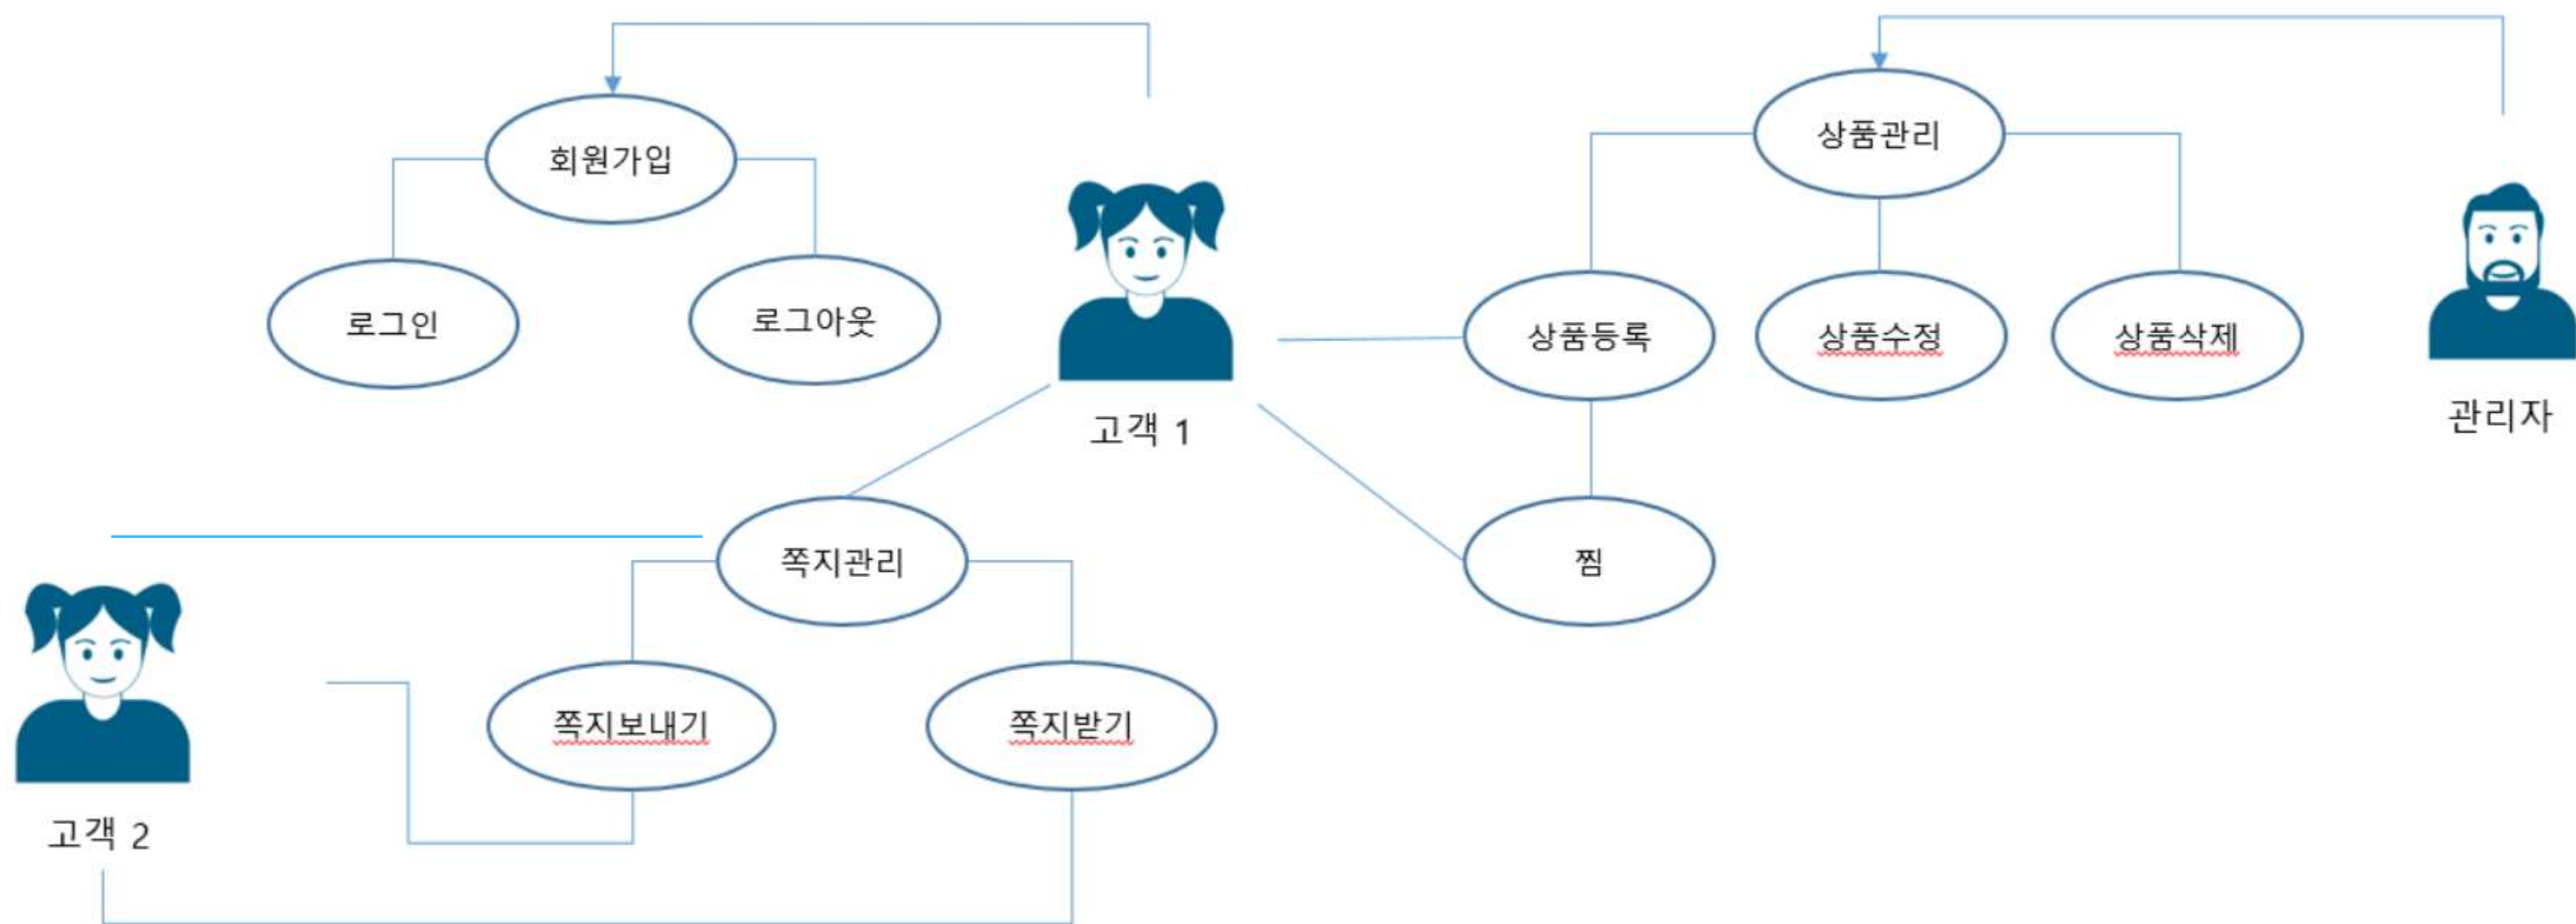 회원가입
상품관리
로그인
로그아웃
상품등록
상품수정
상품삭제
고객 1
관리자
쪽지관리
찜
쪽지보내기
쪽지받기
고객 2